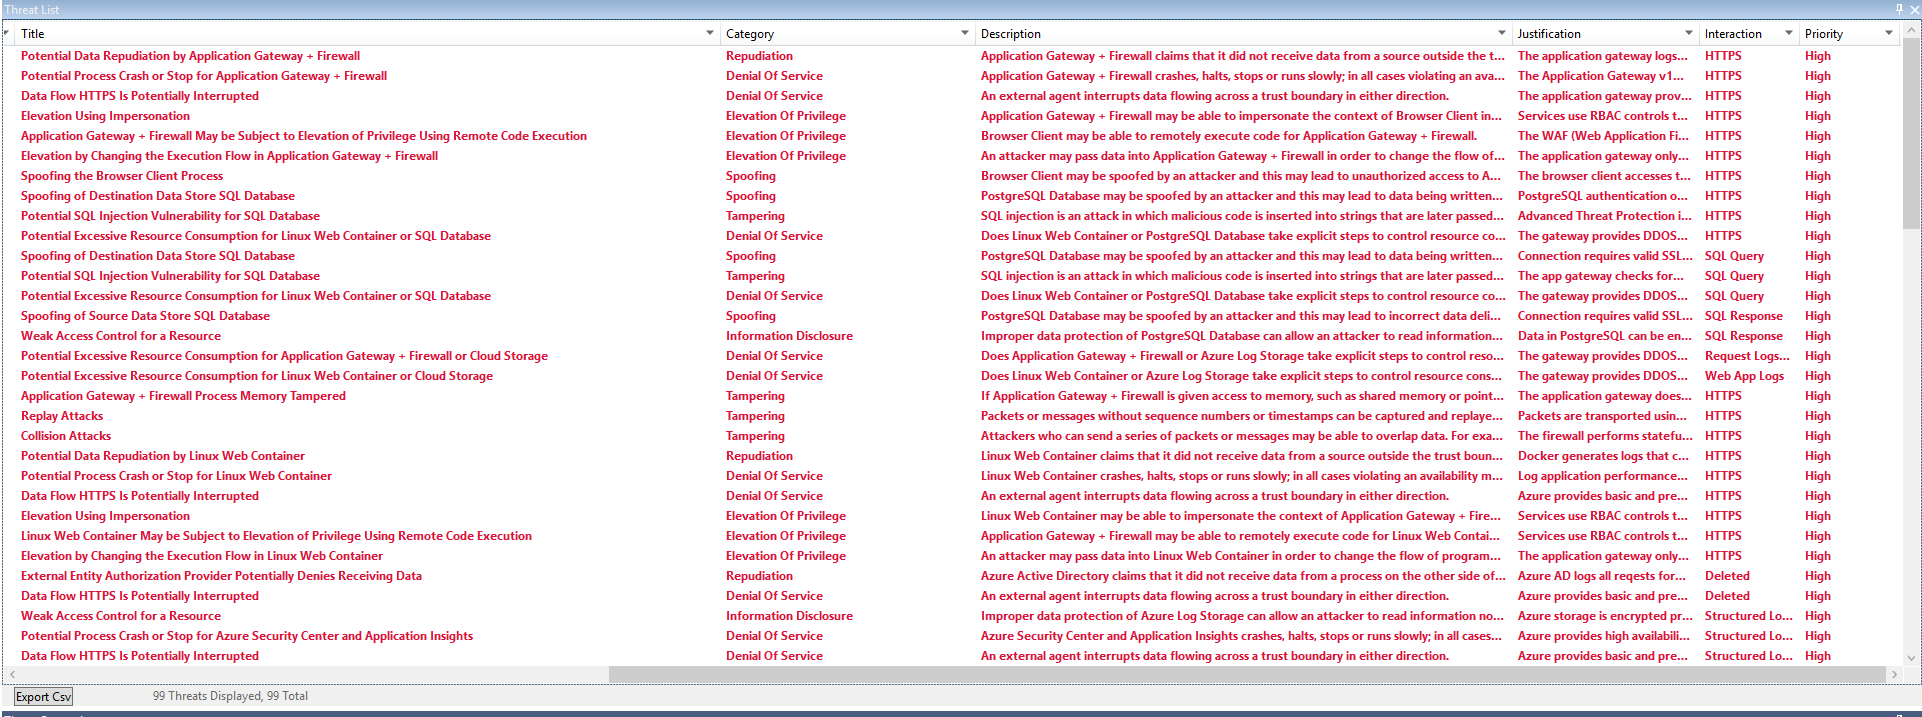 Threat List
Title Category Description Justification Interaction Priority
Potential Data Repudiation by Application Gateway + Firewall Repudiation Application Gateway + Firewall claims that it did not receive data from a source outside the t... The application gateway logs... HTTPS High
Potential Process Crash or Stop for Application Gateway + Firewall Denial Of Service Application Gateway + Firewall crashes, halts, stops or runs slowly; in all cases violating an ava... The Application Gateway v1... HTTPS High
Data Flow HTTPS Is Potentially Interrupted Denial Of Service An external agent interrupts data flowing across a trust boundary in either direction. The application gateway prov... HTTPS High
Elevation Using Impersonation Elevation Of Privilege Application Gateway + Firewall may be able to impersonate the context of Browser Client in... Services use RBAC controls t... HTTPS High
Application Gateway + Firewall May be Subject to Elevation of Privilege Using Remote Code Execution Elevation Of Privilege Browser Client may be able to remotely execute code for Application Gateway + Firewall. The WAF (Web Application Fi... HTTPS High
Elevation by Changing the Execution Flow in Application Gateway + Firewall Elevation Of Privilege An attacker may pass data into Application Gateway + Firewall in order to change the flow of... The application gateway only... HTTPS High
Spoofing the Browser Client Process Spoofing Browser Client may be spoofed by an attacker and this may lead to unauthorized access to A... The browser client accesses t... HTTPS High
Spoofing of Destination Data Store SQL Database Spoofing PostgreSQL Database may be spoofed by an attacker and this may lead to data being written... PostgreSQL authentication o... HTTPS High
Potential SQL Injection Vulnerability for SQL Database Tampering SQL injection is an attack in which malicious code is inserted into strings that are later passed... Advanced Threat Protection i... HTTPS High
Potential Excessive Resource Consumption for Linux Web Container or SQL Database Denial Of Service Does Linux Web Container or PostgreSQL Database take explicit steps to control resource co... The gateway provides DDOS... HTTPS High
Spoofing of Destination Data Store SQL Database Spoofing PostgreSQL Database may be spoofed by an attacker and this may lead to data being written... Connection requires valid SSL... SQL Query High
Potential SQL Injection Vulnerability for SQL Database Tampering SQL injection is an attack in which malicious code is inserted into strings that are later passed... The app gateway checks for... SQL Query High
Potential Excessive Resource Consumption for Linux Web Container or SQL Database Denial Of Service Does Linux Web Container or PostgreSQL Database take explicit steps to control resource co... The gateway provides DDOS... SQL Query High
Spoofing of Source Data Store SQL Database Spoofing PostgreSQL Database may be spoofed by an attacker and this may lead to incorrect data deli... Connection requires valid SSL... SQL Response High
Weak Access Control for a Resource Information Disclosure Improper data protection of PostgreSQL Database can allow an attacker to read information... Data in PostgreSQL can be en... SQL Response High
Potential Excessive Resource Consumption for Application Gateway + Firewall or Cloud Storage Denial Of Service Does Application Gateway + Firewall or Azure Log Storage take explicit steps to control reso... The gateway provides DDOS... Request Logs... High
Potential Excessive Resource Consumption for Linux Web Container or Cloud Storage Denial Of Service Does Linux Web Container or Azure Log Storage take explicit steps to control resource cons... The gateway provides DDOS... Web App Logs High
Application Gateway + Firewall Process Memory Tampered Tampering If Application Gateway + Firewall is given access to memory, such as shared memory or point... The application gateway does... HTTPS High
Replay Attacks Tampering Packets or messages without sequence numbers or timestamps can be captured and replaye... Packets are transported usin... HTTPS High
Collision Attacks Tampering Attackers who can send a series of packets or messages may be able to overlap data. For exa... The firewall performs statefu... HTTPS High
Potential Data Repudiation by Linux Web Container Repudiation Linux Web Container claims that it did not receive data from a source outside the trust boun... Docker generates logs that c... HTTPS High
Potential Process Crash or Stop for Linux Web Container Denial Of Service Linux Web Container crashes, halts, stops or runs slowly; in all cases violating an availability m... Log application performance... HTTPS High
Data Flow HTTPS Is Potentially Interrupted Denial Of Service An external agent interrupts data flowing across a trust boundary in either direction. Azure provides basic and pre... HTTPS High
Elevation Using Impersonation Elevation Of Privilege Linux Web Container may be able to impersonate the context of Application Gateway + Fire... Services use RBAC controls t... HTTPS High
Linux Web Container May be Subject to Elevation of Privilege Using Remote Code Execution Elevation Of Privilege Application Gateway + Firewall may be able to remotely execute code for Linux Web Contai... Services use RBAC controls t... HTTPS High
Elevation by Changing the Execution Flow in Linux Web Container Elevation Of Privilege An attacker may pass data into Linux Web Container in order to change the flow of program... The application gateway only... HTTPS High
External Entity Authorization Provider Potentially Denies Receiving Data Repudiation Azure Active Directory claims that it did not receive data from a process on the other side of... Azure AD logs all reqests for... Deleted High
Data Flow HTTPS Is Potentially Interrupted Denial Of Service An external agent interrupts data flowing across a trust boundary in either direction. Azure provides basic and pre... Deleted High
Weak Access Control for a Resource Information Disclosure Improper data protection of Azure Log Storage can allow an attacker to read information no... Azure storage is encrypted pr... Structured Lo... High
Potential Process Crash or Stop for Azure Security Center and Application Insights Denial Of Service Azure Security Center and Application Insights crashes, halts, stops or runs slowly; in all cases... Azure provides high availabili... Structured Lo... High
Data Flow HTTPS Is Potentially Interrupted Denial Of Service An external agent interrupts data flowing across a trust boundary in either direction. Azure provides basic and pre... Structured Lo... High
Export Csv 99 Threats Displayed, 99 Total